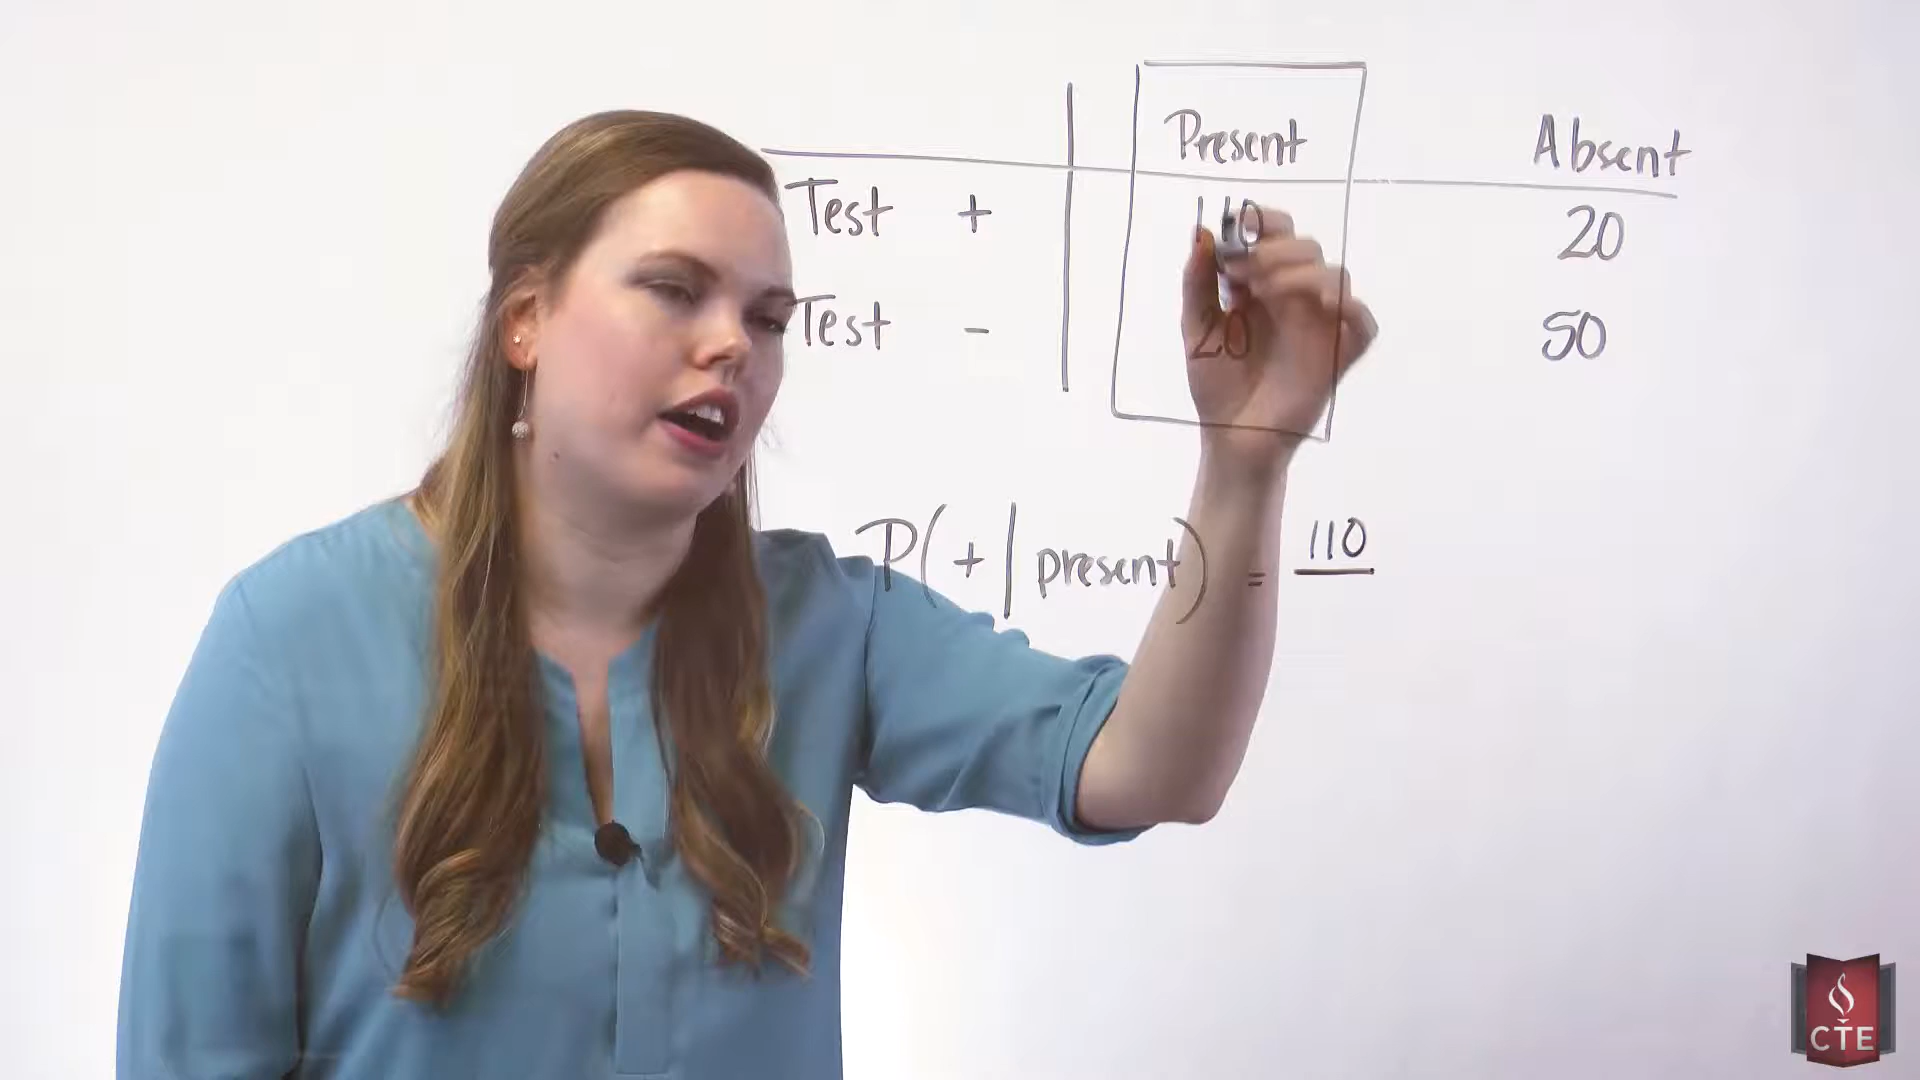 Present Absent
Test + 110 20
Test - 20 50
P(+|present) = 110
CTE